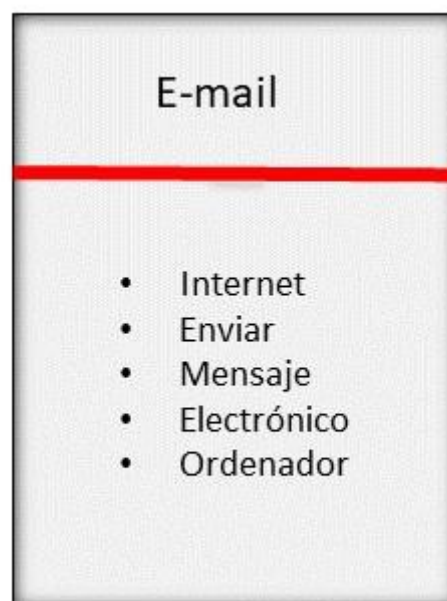 E-mail
• Internet
• Enviar
• Mensaje
• Electrónico
• Ordenador